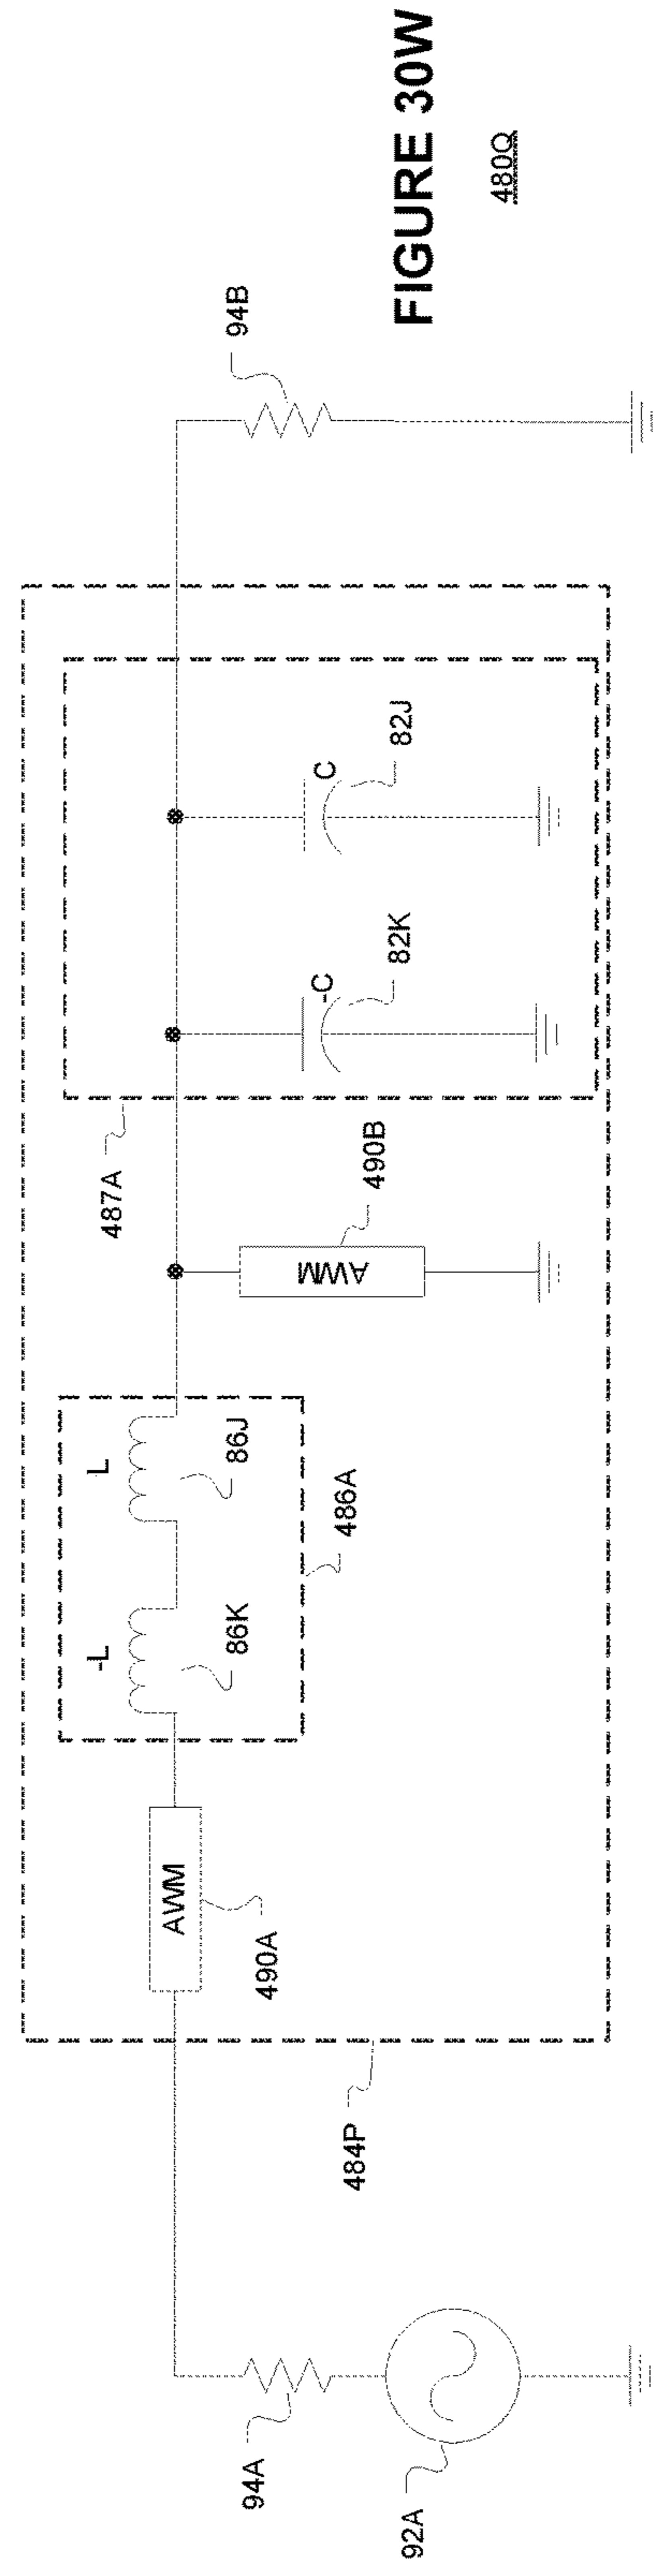 94A
92A
484P
AWM
490A
-L
86K
L
86J
486A
AWM
490B
487A
-C
82K
C
82J
94B
FIGURE 30W
480Q